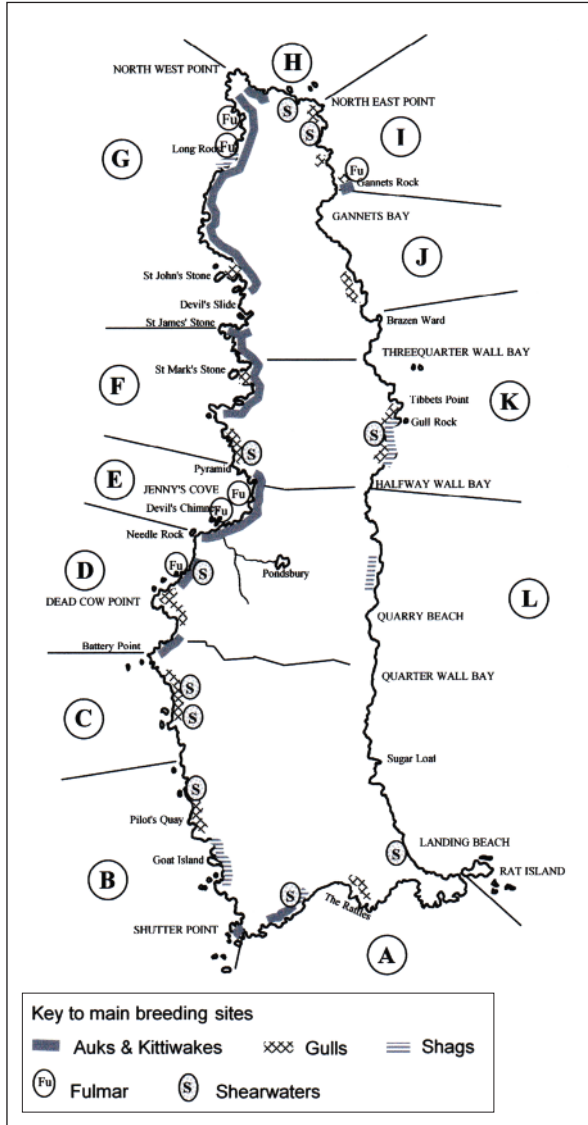 H
NORTH WEST POINT
S
NORTH EAST POINT
Fu
S
I
G
Long Roost
Fu
Fu
Gannets Rock
GANNETS BAY
J
St John's Stone
Devil's Slide
St James' Stone
Brazen Ward
THREEQUARTER WALL BAY
F
St Mark's Stone
K
Tibbets Point
Gull Rock
S
S
Pyramid
E
JENNY'S COVE
Fu
HALFWAY WALL BAY
Devil's Chimney
Fu
Needle Rock
D
Fu
S
Pondsbury
L
DEAD COW POINT
QUARRY BEACH
Battery Point
QUARTER WALL BAY
S
C
S
Sugar Loaf
S
Pilot's Quay
LANDING BEACH
S
RAT ISLAND
Goat Island
B
S
The Rattles
SHUTTER POINT
A
Key to main breeding sites
Auks & Kittiwakes Gulls Shags
Fu Fulmar S Shearwaters